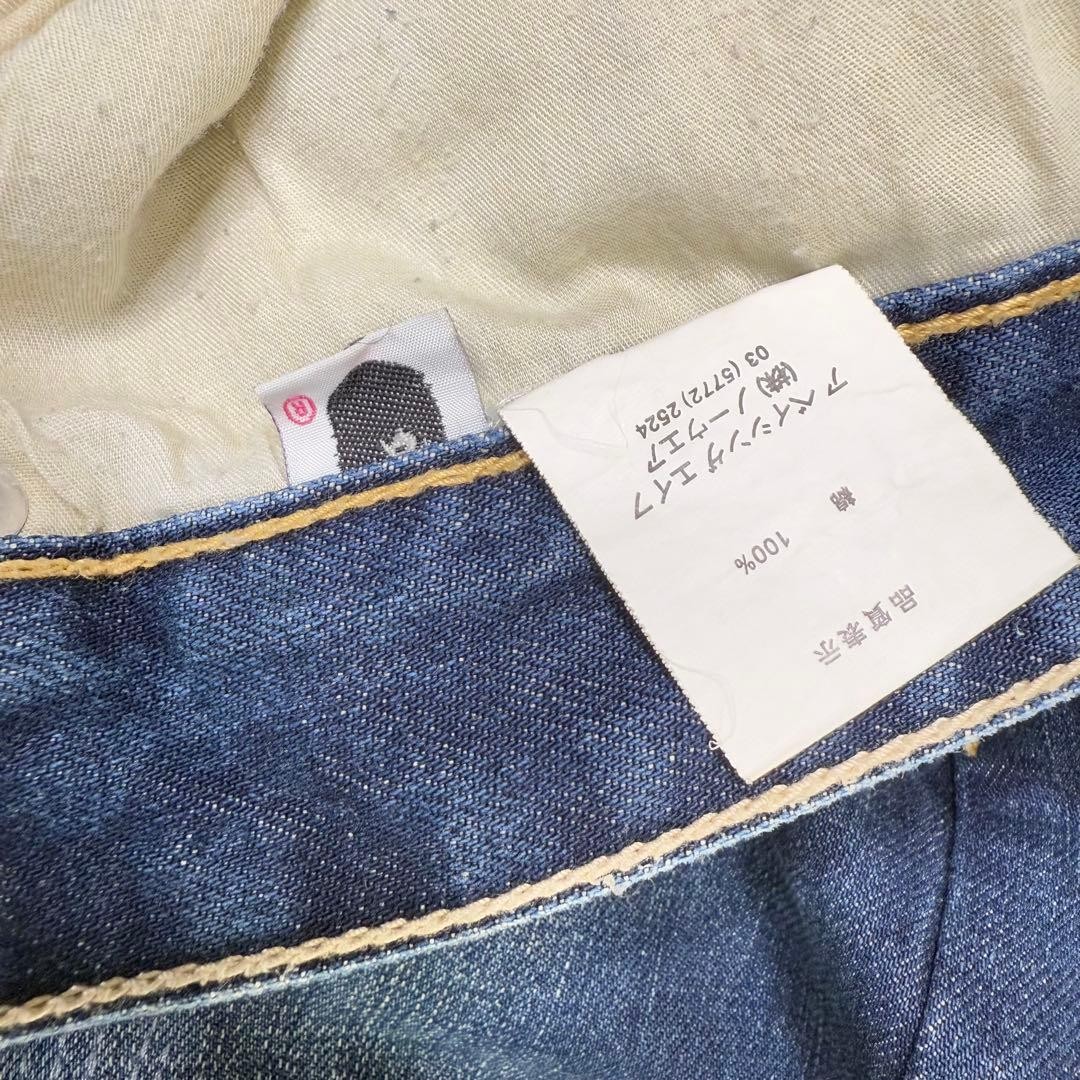 品質表示
綿 100%
アベイシングエイプ
(株)ノーウエア
03 (5772) 2524
®